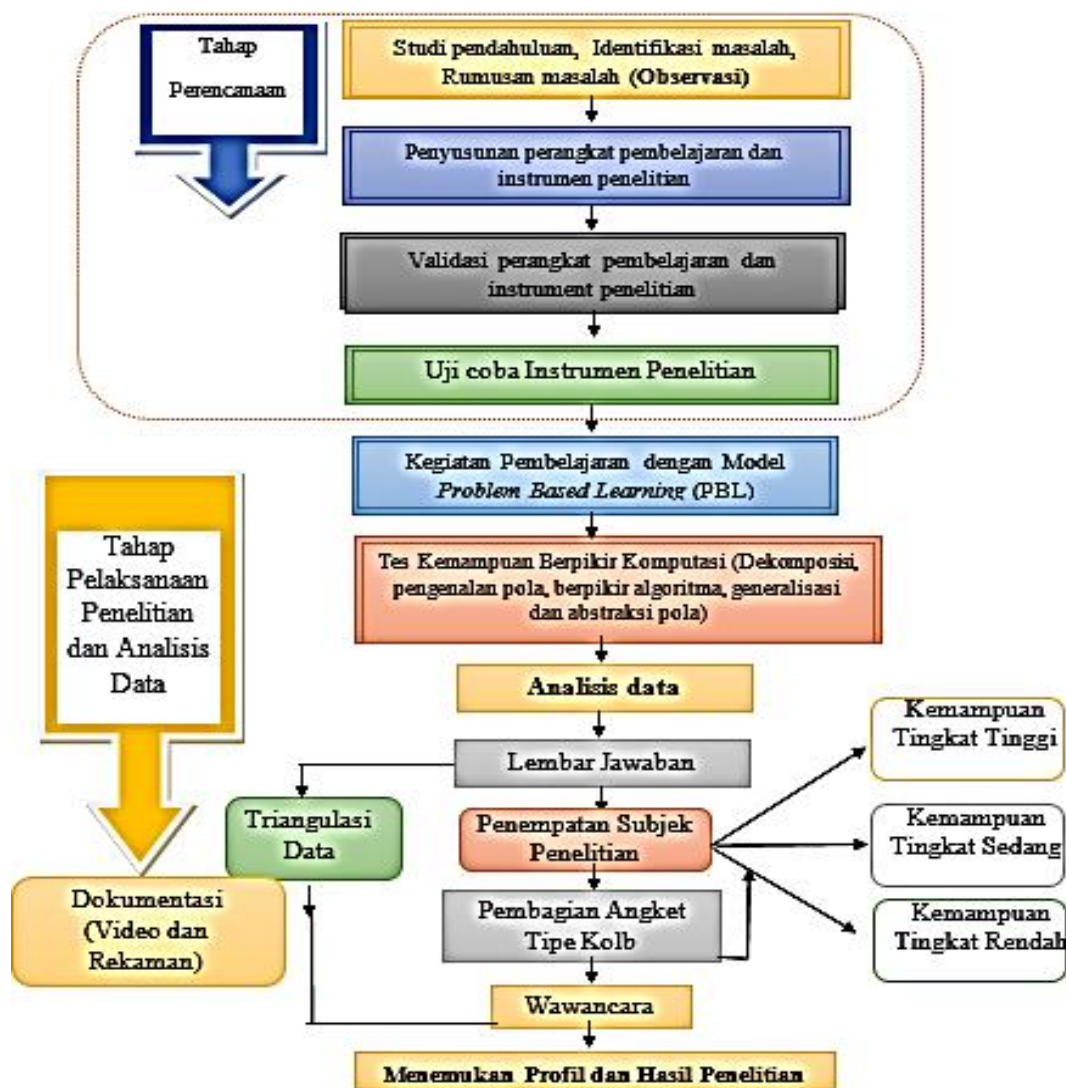 Tahap
Perencanaan
Studi pendahuluan, Identifikasi masalah,
Rumusan masalah (Observasi)
Penyusunan perangkat pembelajaran dan
instrumen penelitian
Validasi perangkat pembelajaran dan
instrument penelitian
Uji coba Instrumen Penelitian
Kegiatan Pembelajaran dengan Model
Problem Based Learning (PBL)
Tahap
Pelaksanaan
Penelitian
dan Analisis
Data
Tes Kemampuan Berpikir Komputasi (Dekomposisi,
pengenalan pola, berpikir algoritma, generalisasi
dan abstraksi pola)
Analisis data
Lembar Jawaban
Triangulasi
Data
Penempatan Subjek
Penelitian
Kemampuan
Tingkat Tinggi
Kemampuan
Tingkat Sedang
Kemampuan
Tingkat Rendah
Dokumentasi
(Video dan
Rekaman)
Pembagian Angket
Tipe Kolb
Wawancara
Menemukan Profil dan Hasil Penelitian